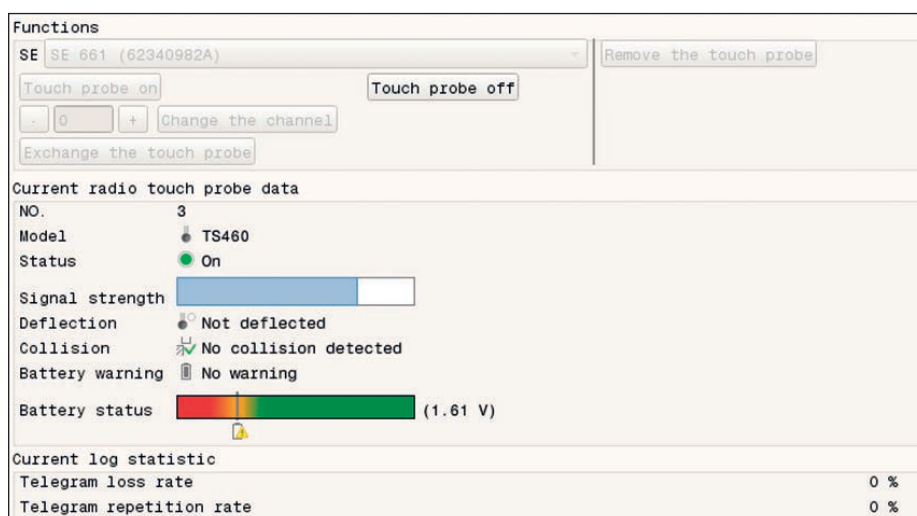 Functions
SE SE 661 (62340982A) Remove the touch probe
Touch probe on Touch probe off
- 0 + Change the channel
Exchange the touch probe
Current radio touch probe data
NO. 3
Model TS460
Status On
Signal strength
Deflection Not deflected
Collision No collision detected
Battery warning No warning
Battery status (1.61 V)
Current log statistic
Telegram loss rate 0 %
Telegram repetition rate 0 %